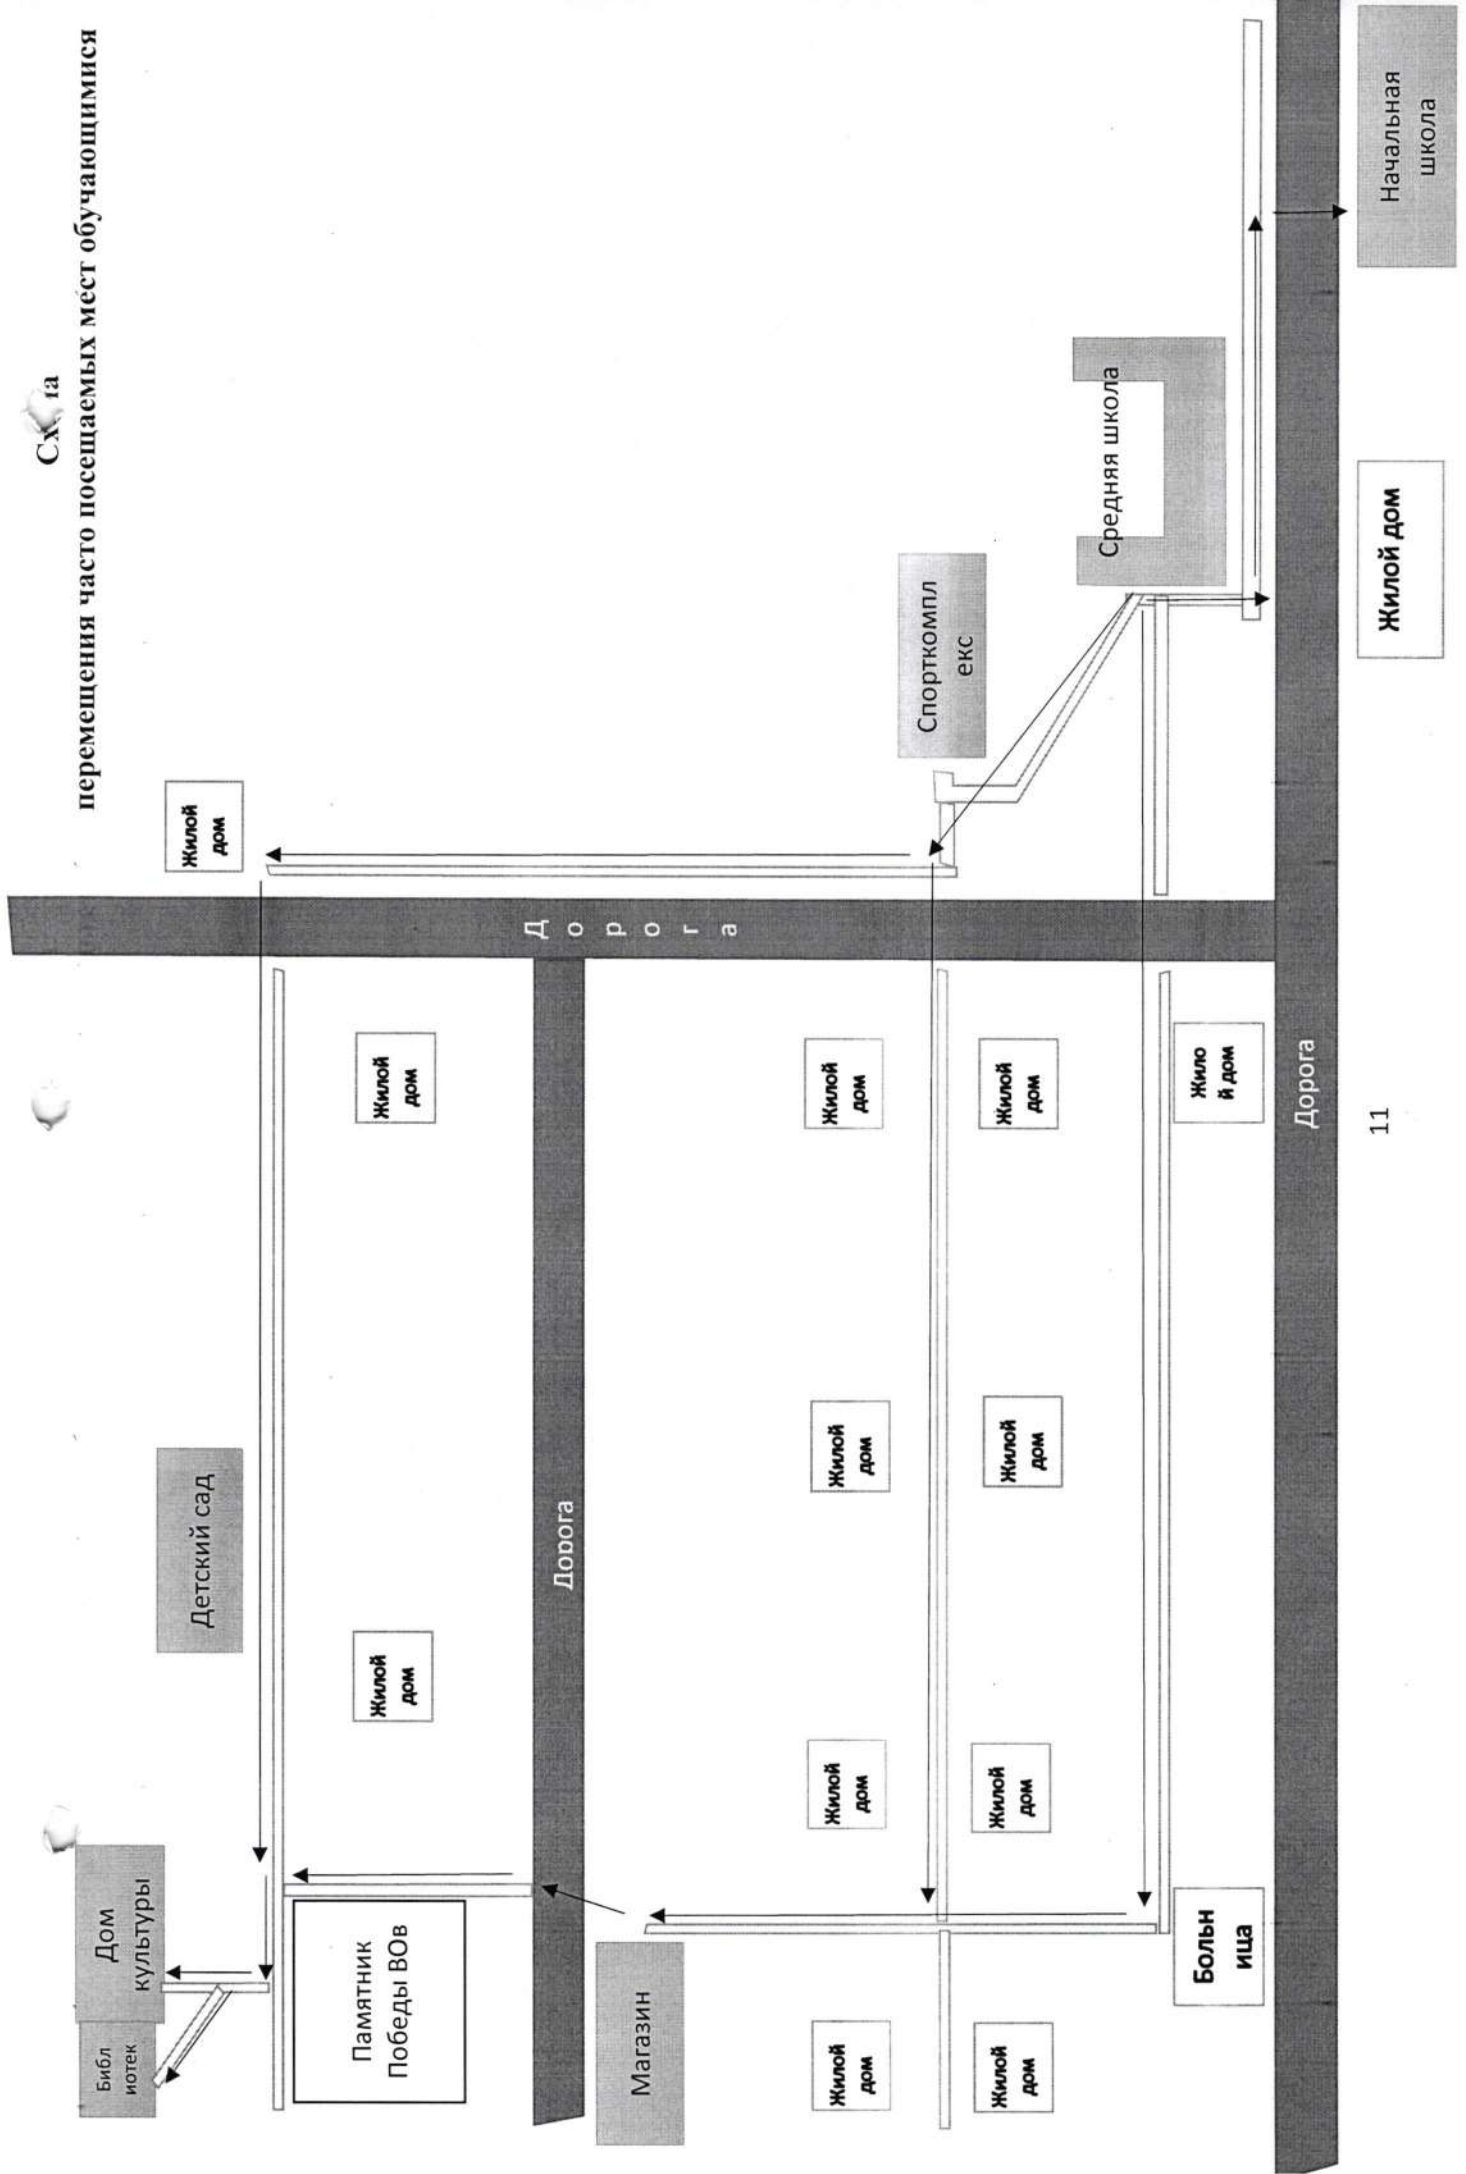 перемещения часто посещаемых мест обучающимися
Библ
иотек
Дом
культуры
Детский сад
Жилой
дом
Памятник
Победы ВОв
Жилой
дом
Жилой
дом
Дорога
Д
о
р
о
г
а
Магазин
Жилой
дом
Жилой
дом
Жилой
дом
Жилой
дом
Спорткомпл
екс
Жилой
дом
Жилой
дом
Жилой
дом
Жилой
дом
Средняя школа
Больн
ица
Жило
й дом
Дорога
Жилой дом
Начальная
школа
11